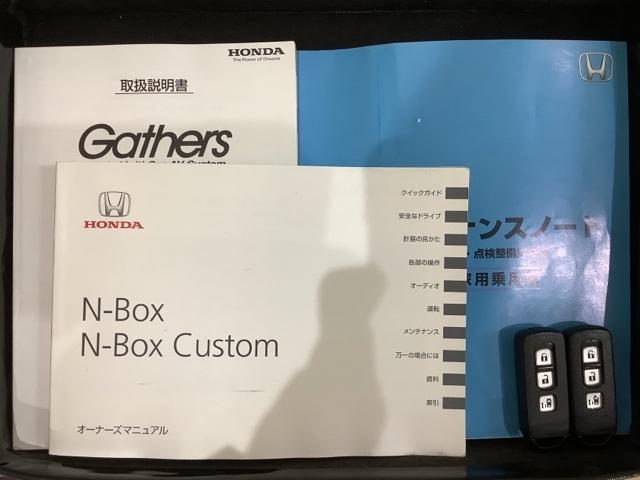 HONDA
The Power of Dreams
取扱説明書
Gathers
HONDA
N-Box
N-Box Custom
オーナーズマニュアル
クイックガイド
安全なドライブ
計器の見かた
各部の操作
オーディオ
運転
メンテナンス
万一の場合には
資料
索引
ンスノート
・点検整備
用乗用